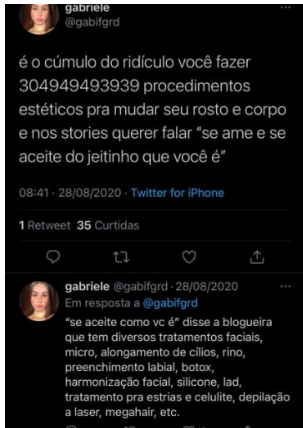 gabriele
@gabifgrd
é o cúmulo do ridículo você fazer
304949493939 procedimentos
estéticos pra mudar seu rosto e corpo
e nos stories querer falar “se ame e se
aceite do jeitinho que você é”
08:41 · 28/08/2020 · Twitter for iPhone
1 Retweet 35 Curtidas
gabriele @gabifgrd · 28/08/2020
Em resposta a @gabifgrd
“se aceite como vc é” disse a blogueira
que tem diversos tratamentos faciais,
micro, alongamento de cílios, rino,
preenchimento labial, botox,
harmonização facial, silicone, lad,
tratamento pra estrias e celulite, depilação
a laser, megahair, etc.